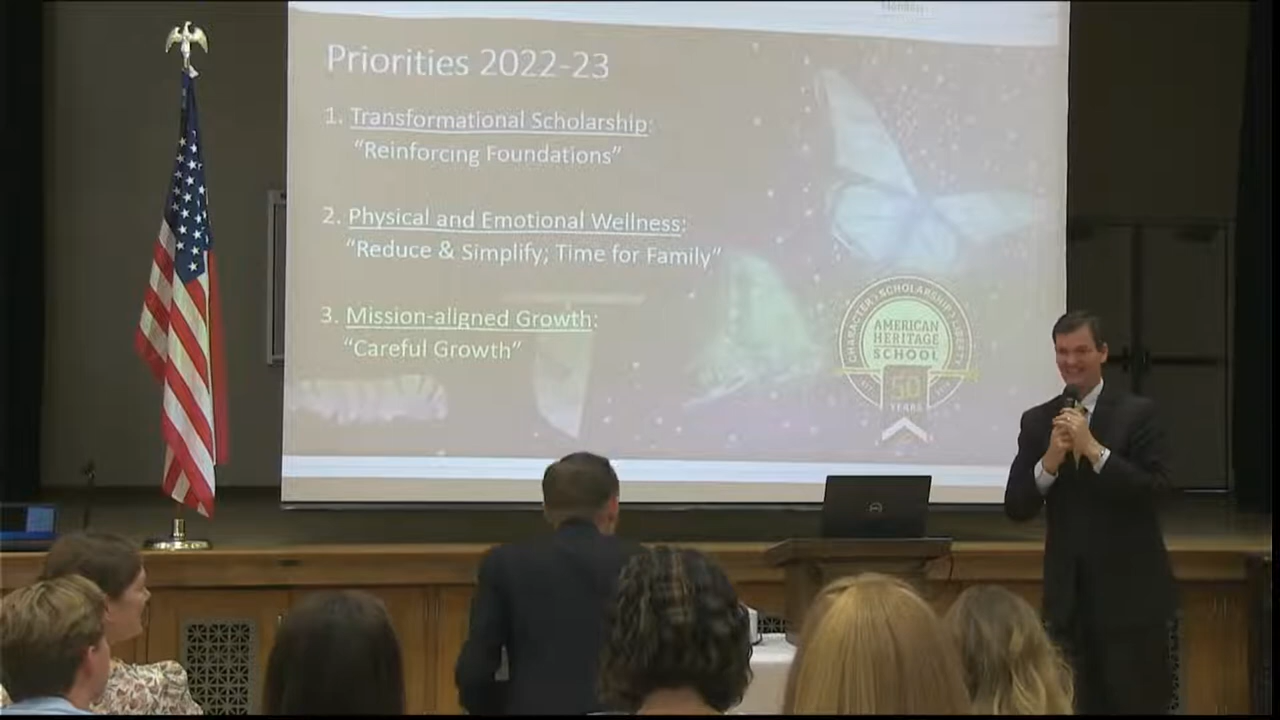 Priorities 2022-23
1. Transformational Scholarship:
“Reinforcing Foundations”
2. Physical and Emotional Wellness:
“Reduce & Simplify; Time for Family”
3. Mission-aligned Growth:
“Careful Growth”
CHARACTER SCHOLARSHIP LIBERTY
AMERICAN
HERITAGE
SCHOOL
50
YEARS